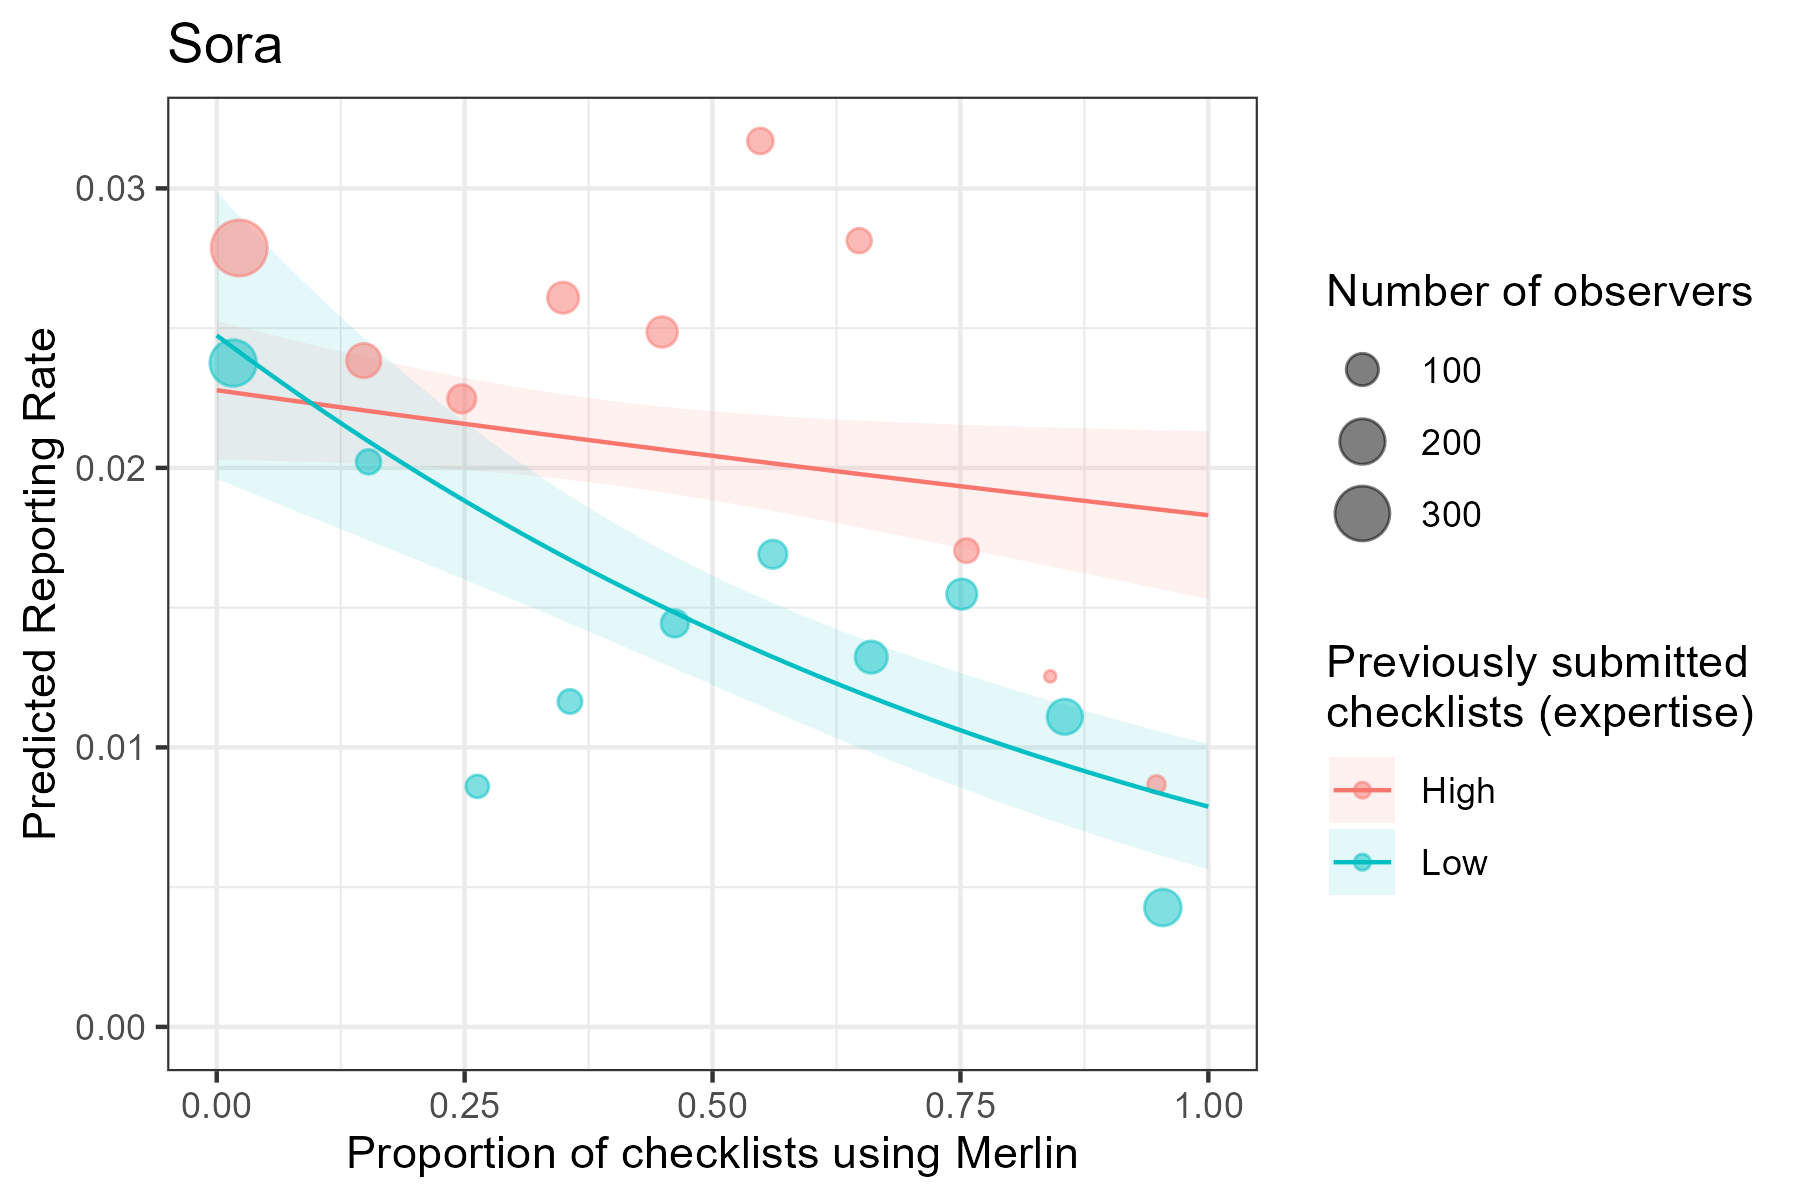 Sora
Predicted Reporting Rate
0.03
0.02
0.01
0.00
0.00 0.25 0.50 0.75 1.00
Proportion of checklists using Merlin
Number of observers
100
200
300
Previously submitted
checklists (expertise)
High
Low